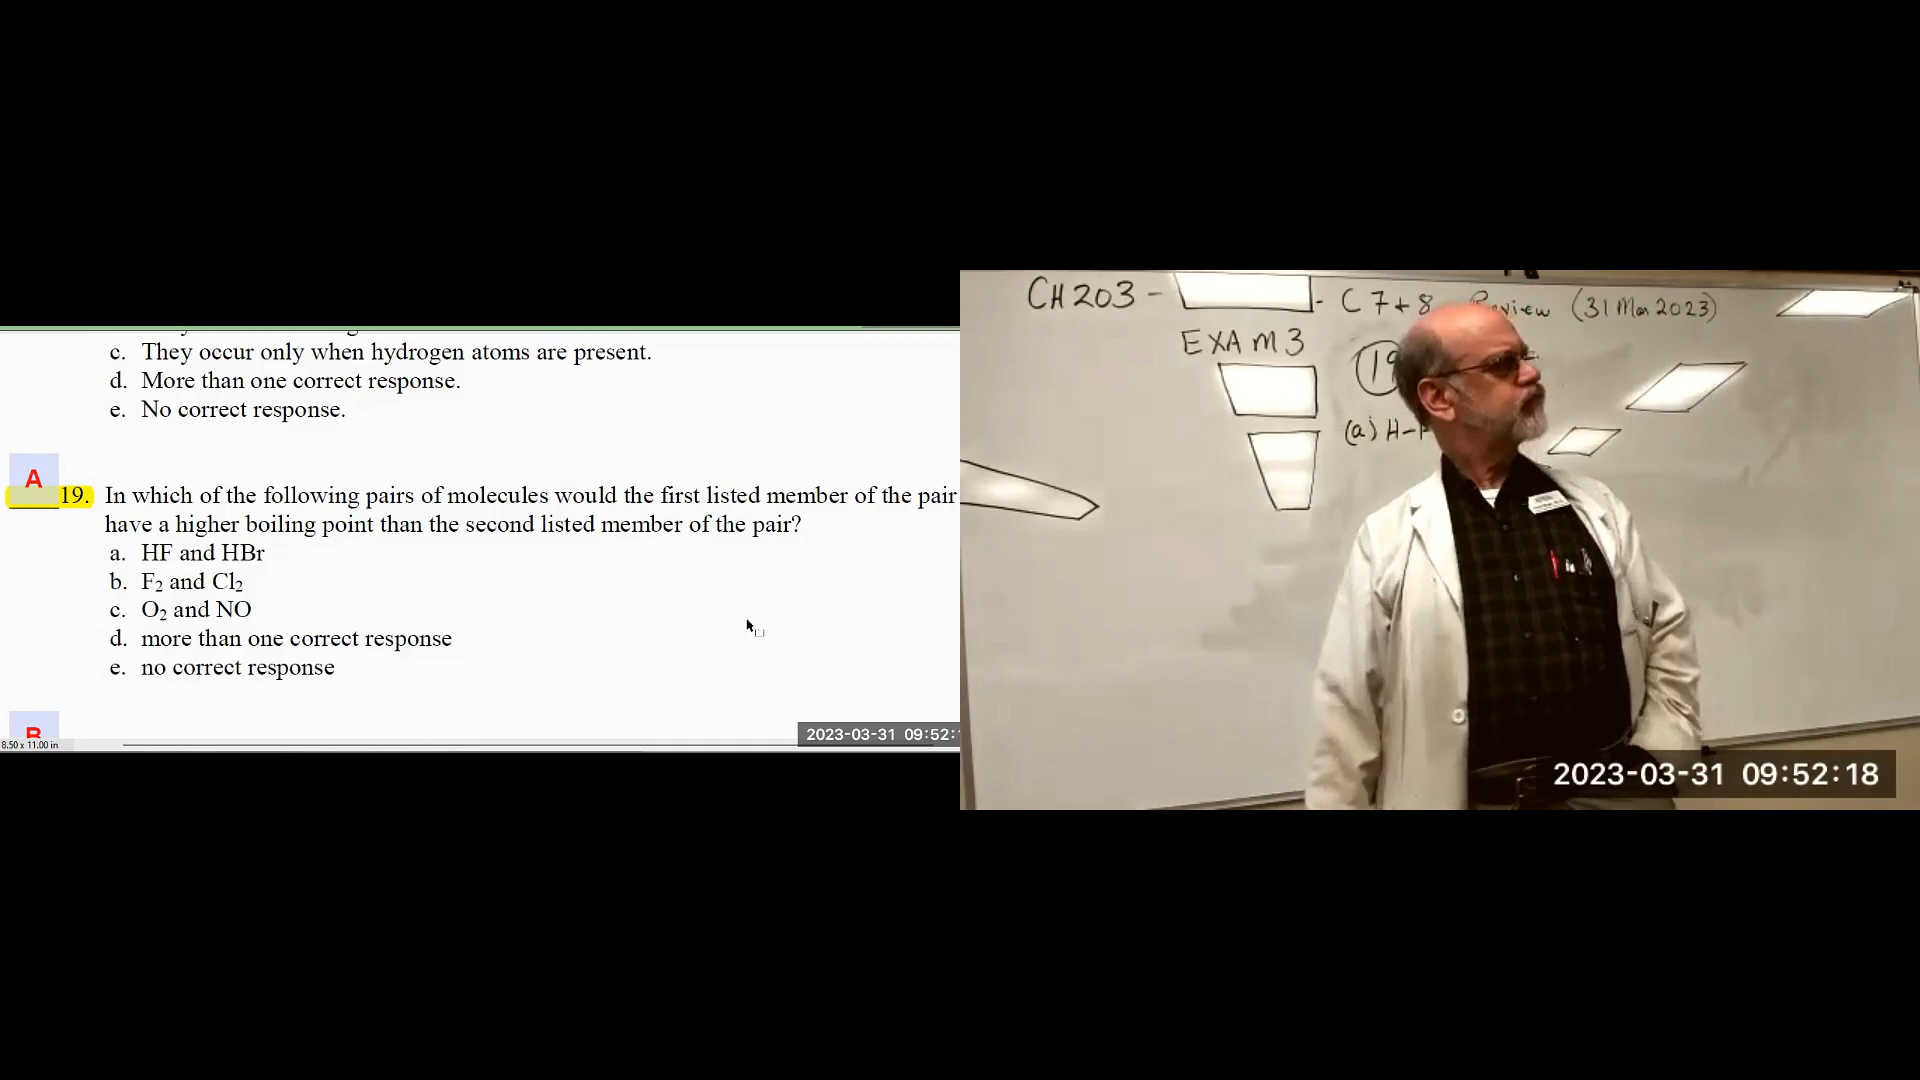 c. They occur only when hydrogen atoms are present.
d. More than one correct response.
e. No correct response.
A
19. In which of the following pairs of molecules would the first listed member of the pair
have a higher boiling point than the second listed member of the pair?
a. HF and HBr
b. F₂ and Cl₂
c. O₂ and NO
d. more than one correct response
e. no correct response
B
8.50 x 11.00 in
2023-03-31 09:52:
CH 203 - - C 7 + 8 Review (31 Mar 2023)
EXAM 3
19
(a) H-
2023-03-31 09:52:18